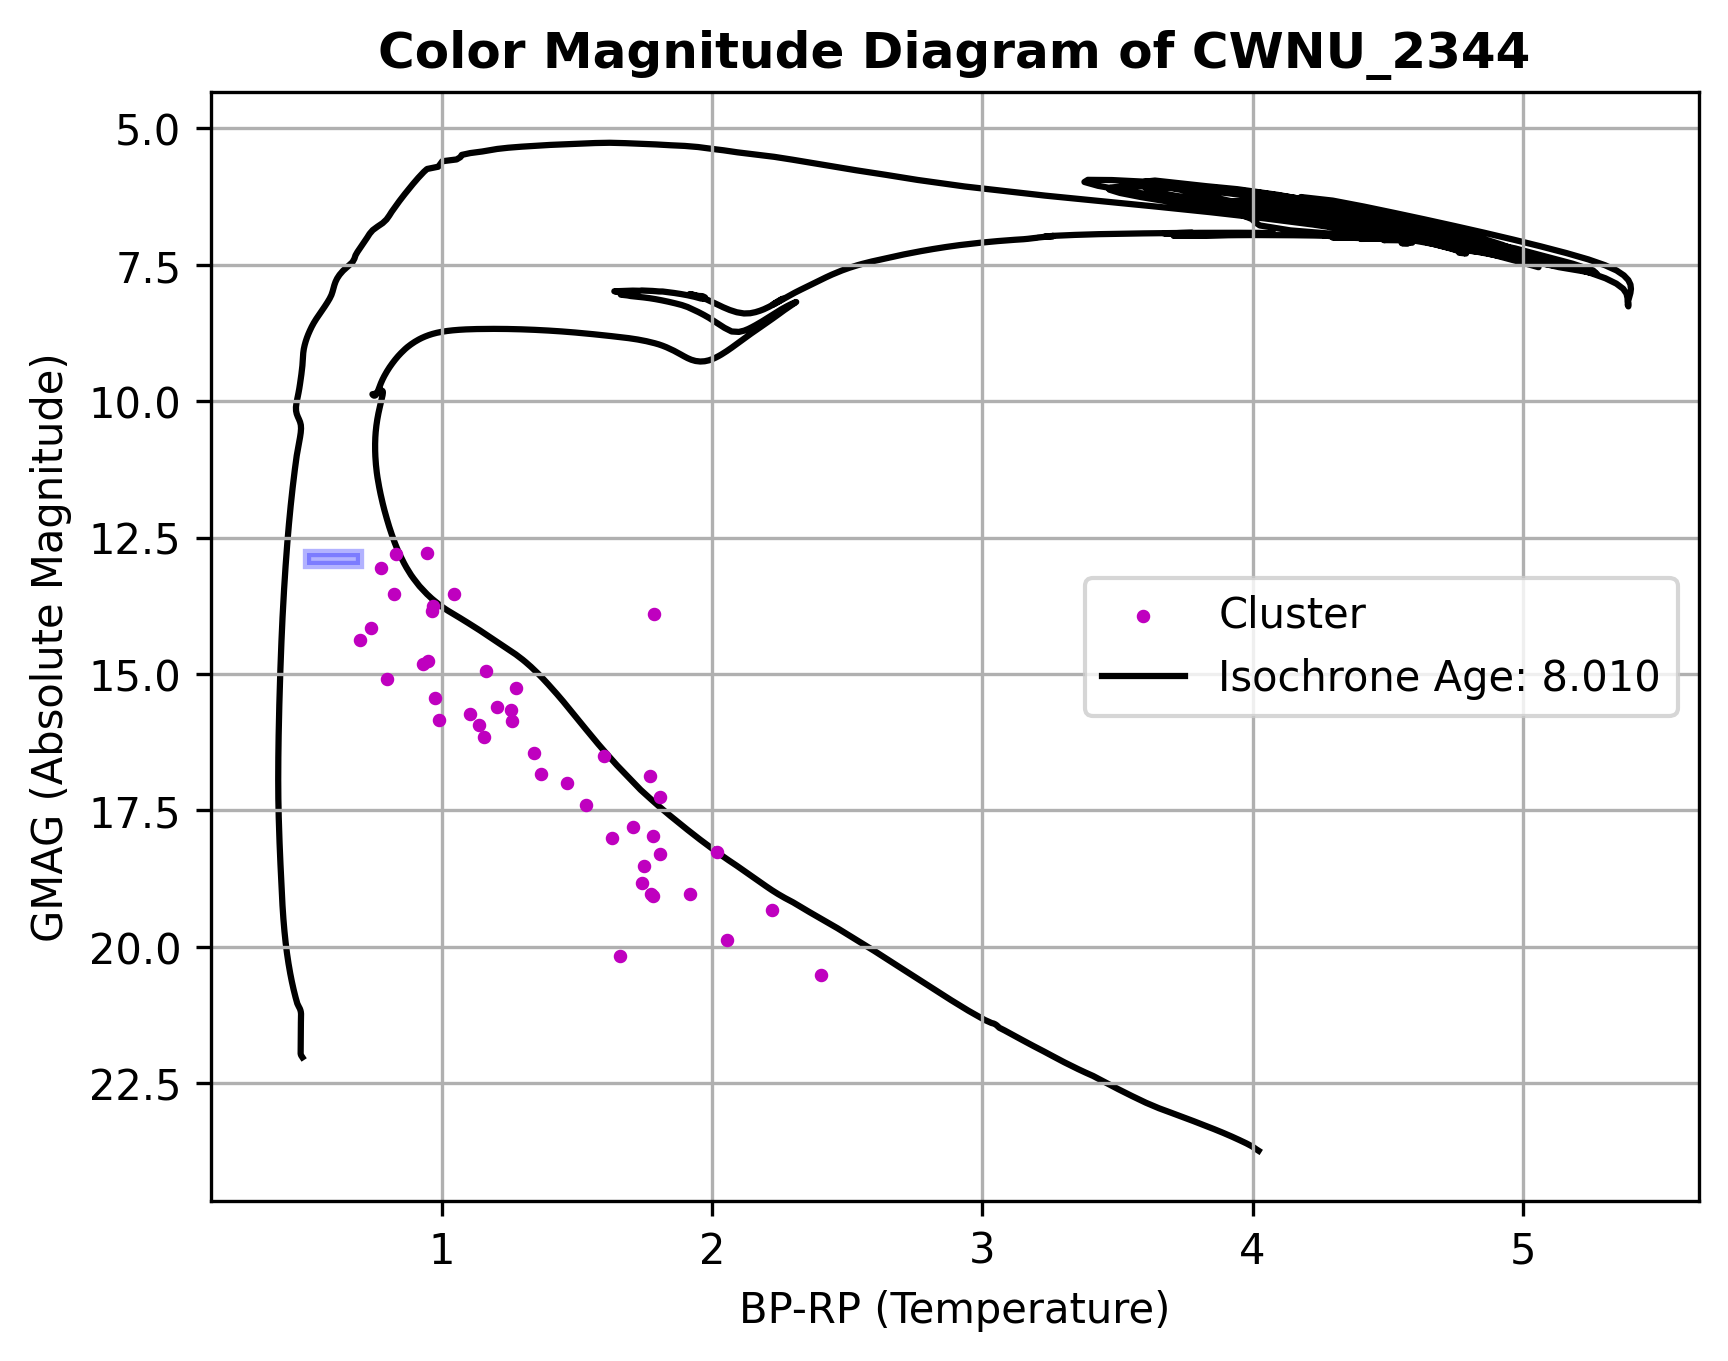 Color Magnitude Diagram of CWNU_2344
GMAG (Absolute Magnitude)
5.0
7.5
10.0
12.5
15.0
17.5
20.0
22.5
Cluster
Isochrone Age: 8.010
1 2 3 4 5
BP-RP (Temperature)